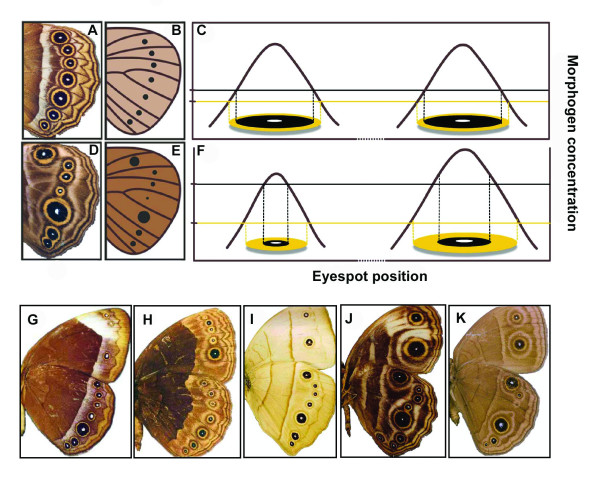 A
B
C
D
E
F
Morphogen concentration
Eyespot position
G
H
I
J
K